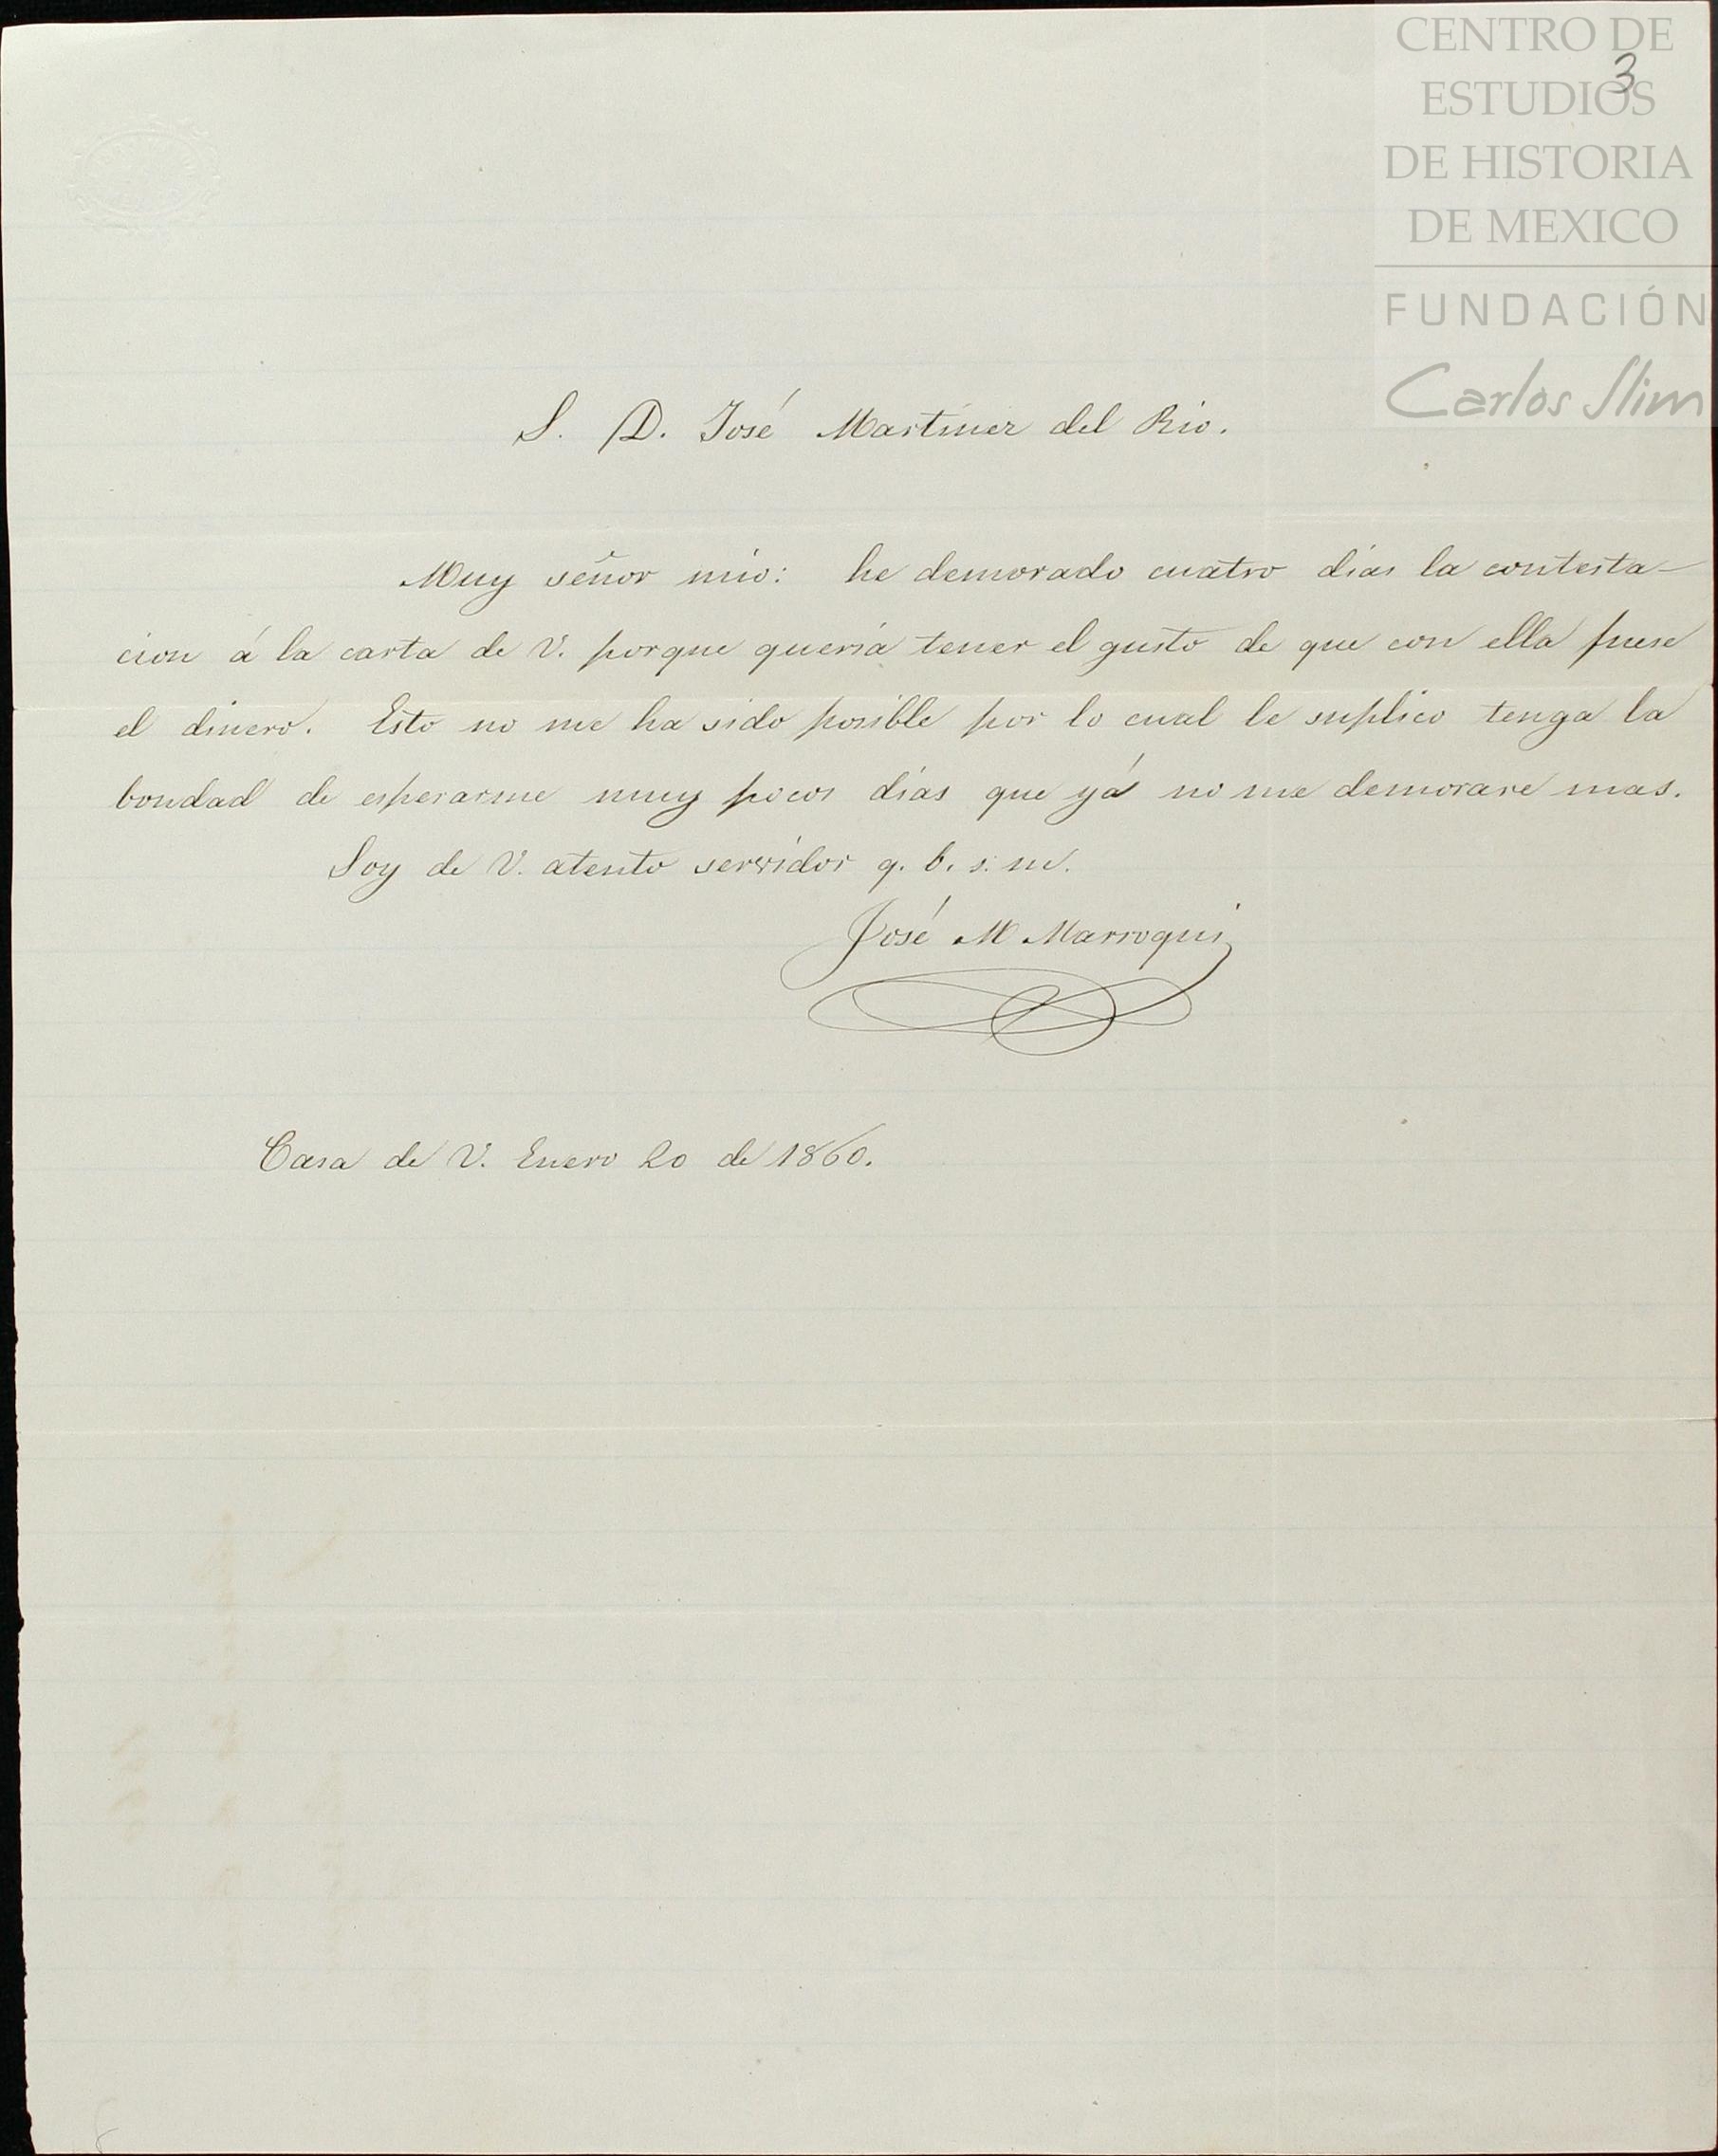 CENTRO DE
3
ESTUDIOS
DE HISTORIA
DE MEXICO
FUNDACIÓN
Carlos Slim
S. D. José Martinez del Rio.
Muy señor mio: he demorado cuatro dias la contesta-
cion á la carta de V. porque queria tener el gusto de que con ella fuese
el dinero. Esto no me ha sido posible por lo cual le suplico tenga la
bondad de esperarme muy pocos dias que yá no me demorare mas.
Soy de V. atento servidor q. b. s. m.
José M Marroqui
Casa de V. Enero 20 de 1860.